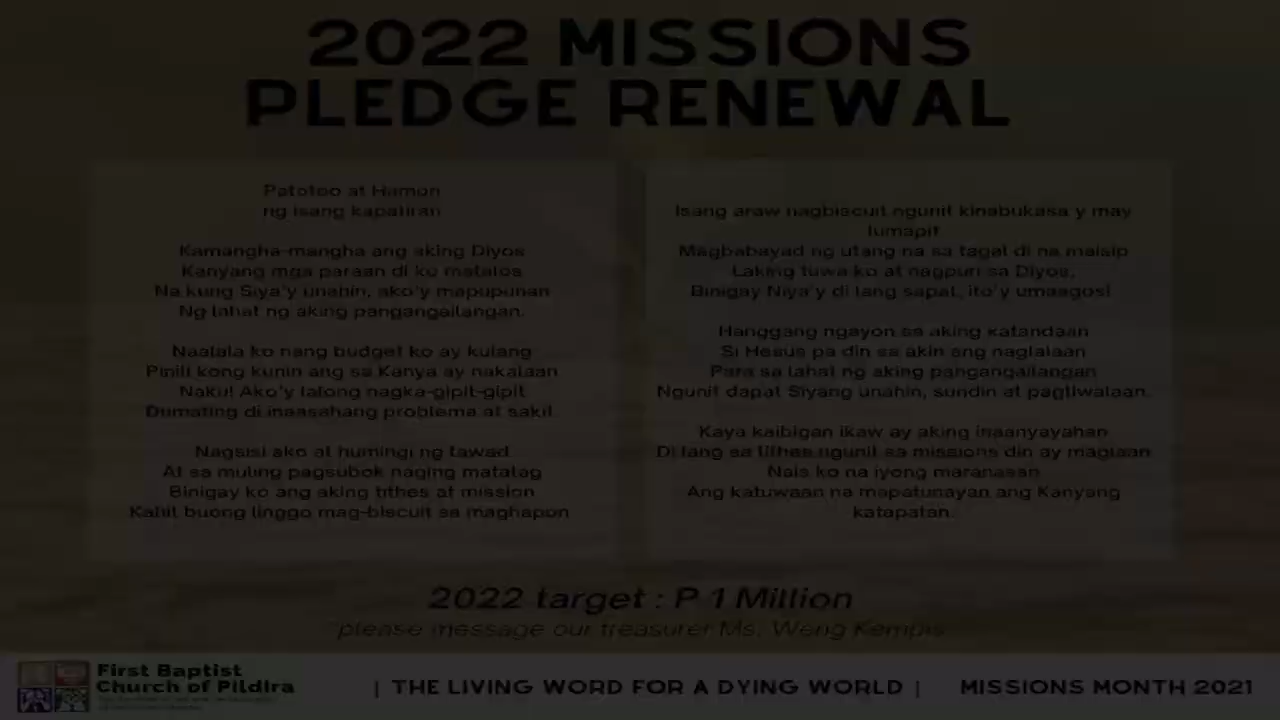 2022 MISSIONS
PLEDGE RENEWAL
Patotoo at Hamon
ng isang kapatiran
Kamangha-mangha ang aking Diyos
Kanyang mga paraan di ko matalos
Na kung Siya'y unahin, ako'y mapupunan
Ng lahat ng aking pangangailangan.
Naalala ko nang budget ko ay kulang
Pinili kong kunin ang sa Kanya ay nakalaan
Naku! Ako'y lalong nagka-gipit-gipit
Dumating di inaasahang problema at sakit.
Nagsisi ako at humingi ng tawad
At sa muling pagsubok naging matatag
Binigay ko ang aking tithes at mission
Kahit buong linggo mag-biscuit sa maghapon
Isang araw nagbiscuit ngunit kinabukasa y may
lumapit
Magbabayad ng utang na sa tagal di na maisip
Laking tuwa ko at nagpuri sa Diyos,
Binigay Niya'y di lang sapat, ito'y umaagos!
Hanggang ngayon sa aking katandaan
Si Hesus pa din sa akin ang naglalaan
Para sa lahat ng aking pangangailangan
Ngunit dapat Siyang unahin, sundin at pagtiwalaan.
Kaya kaibigan ikaw ay aking inaanyayahan
Di lang sa tithes ngunit sa missions din ay maglaan
Nais ko na iyong maranasan
Ang katuwaan na mapatunayan ang Kanyang
katapatan.
2022 target : P 1 Million
*please message our treasurer Ms. Weng Kempis
First Baptist
Church of Pildira
| THE LIVING WORD FOR A DYING WORLD |
MISSIONS MONTH 2021